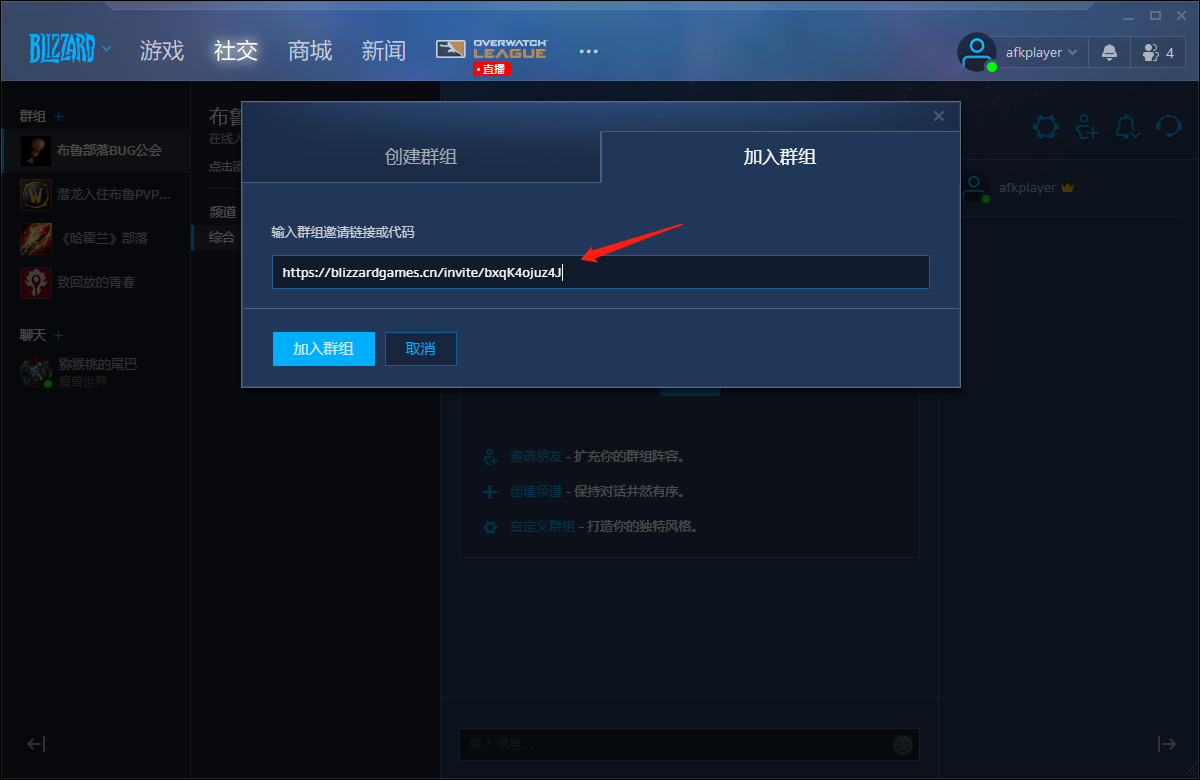 BLIZZARD
游戏
社交
商城
新闻
OVERWATCH
LEAGUE
• 直播
afkplayer
4
群组 +
布鲁部落BUG公会
潜龙入住布鲁PVP...
《哈霍兰》部落
致回放的青春
聊天 +
猕猴桃的尾巴
魔兽世界
布鲁
在线人
点击添
频道
综合
创建群组
加入群组
输入群组邀请链接或代码
https://blizzardgames.cn/invite/bxqK4ojuz4J
加入群组
取消
邀请朋友 - 扩充你的群组阵容。
创建频道 - 保持对话井然有序。
自定义群组 - 打造你的独特风格。
输入信息...
afkplayer